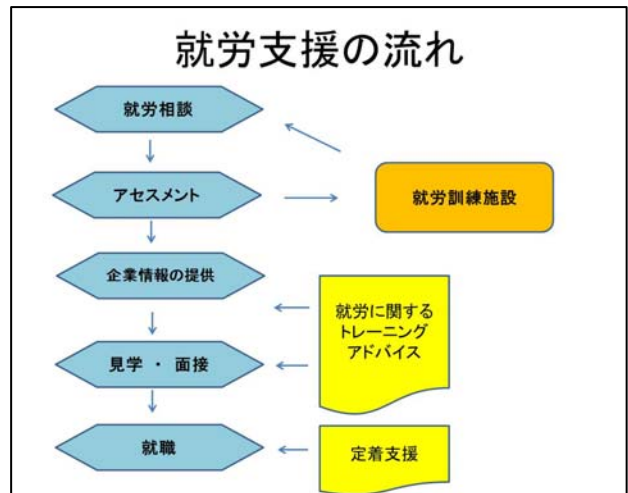 就労支援の流れ
就労相談
アセスメント
就労訓練施設
企業情報の提供
就労に関する
トレーニング
アドバイス
見学 ・ 面接
就職
定着支援